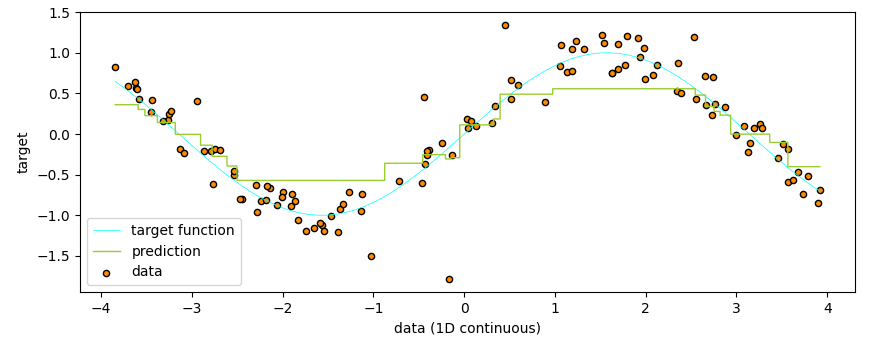 1.5
1.0
0.5
0.0
−0.5
−1.0
−1.5
target
target function
prediction
data
−4 −3 −2 −1 0 1 2 3 4
data (1D continuous)